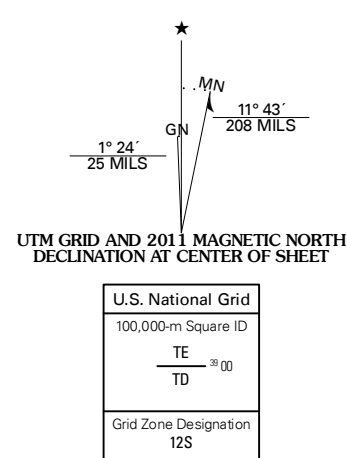 ★
MN
GN
11° 43´
208 MILS
1° 24´
25 MILS
UTM GRID AND 2011 MAGNETIC NORTH
DECLINATION AT CENTER OF SHEET
U.S. National Grid
100,000-m Square ID
TE
39 00
TD
Grid Zone Designation
12S